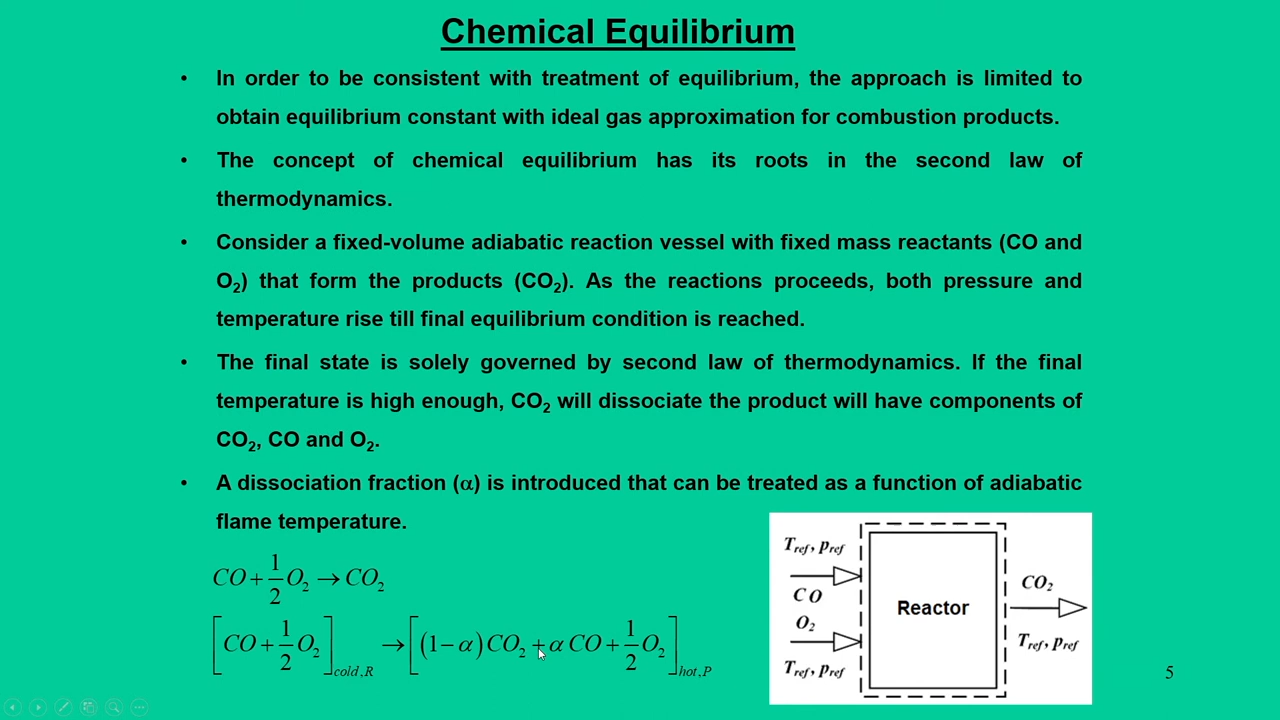 Chemical Equilibrium
• In order to be consistent with treatment of equilibrium, the approach is limited to
obtain equilibrium constant with ideal gas approximation for combustion products.
• The concept of chemical equilibrium has its roots in the second law of
thermodynamics.
• Consider a fixed-volume adiabatic reaction vessel with fixed mass reactants (CO and
O₂) that form the products (CO₂). As the reactions proceeds, both pressure and
temperature rise till final equilibrium condition is reached.
• The final state is solely governed by second law of thermodynamics. If the final
temperature is high enough, CO₂ will dissociate the product will have components of
CO₂, CO and O₂.
• A dissociation fraction (α) is introduced that can be treated as a function of adiabatic
flame temperature.
CO + 1/2 O₂ → CO₂
[CO + 1/2 O₂]cold,R → [(1−α)CO₂ + α CO + 1/2 O₂]hot,P
Tref, pref
CO
O₂
Tref, pref
Reactor
CO₂
Tref, pref
5